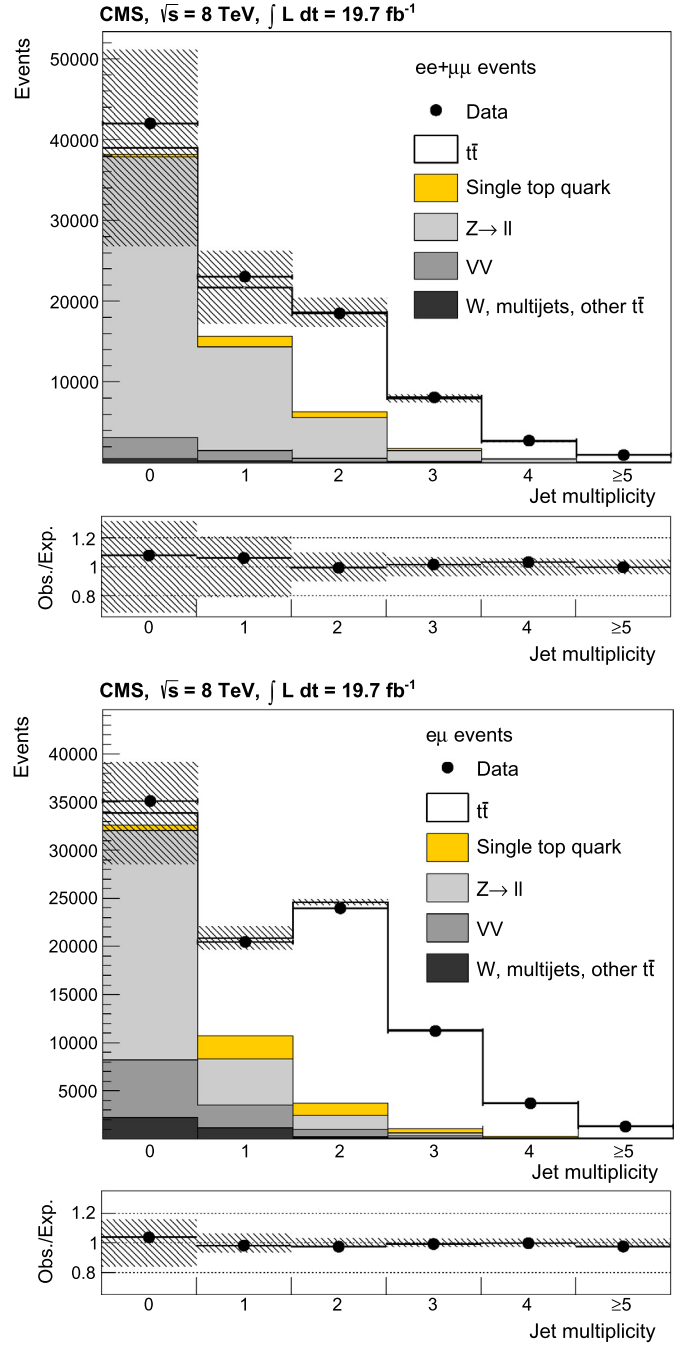 CMS, √s = 8 TeV, ∫ L dt = 19.7 fb⁻¹
Events
50000
40000
30000
20000
10000
ee+μμ events
Data
tt̄
Single top quark
Z→ ll
VV
W, multijets, other tt̄
0 1 2 3 4 ≥5
Jet multiplicity
Obs./Exp.
1.2
1
0.8
0 1 2 3 4 ≥5
Jet multiplicity
CMS, √s = 8 TeV, ∫ L dt = 19.7 fb⁻¹
Events
40000
35000
30000
25000
20000
15000
10000
5000
eμ events
Data
tt̄
Single top quark
Z→ ll
VV
W, multijets, other tt̄
0 1 2 3 4 ≥5
Jet multiplicity
Obs./Exp.
1.2
1
0.8
0 1 2 3 4 ≥5
Jet multiplicity